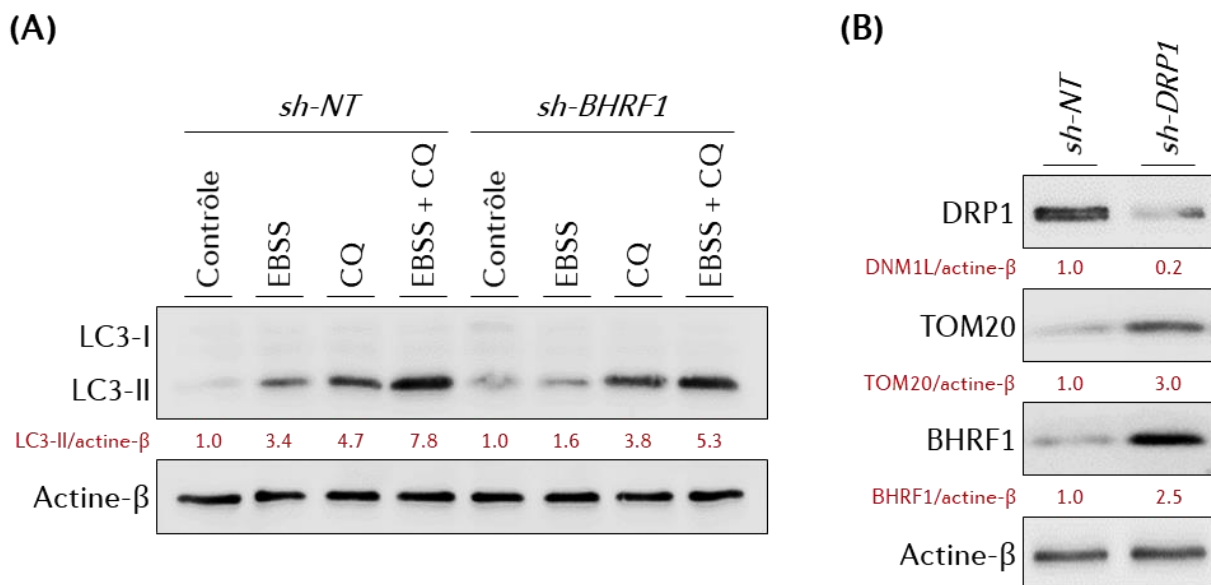 (A)
sh-NT sh-BHRF1
Contrôle EBSS CQ EBSS + CQ Contrôle EBSS CQ EBSS + CQ
LC3-I
LC3-II
LC3-II/actine-β 1.0 3.4 4.7 7.8 1.0 1.6 3.8 5.3
Actine-β
(B)
sh-NT sh-DRP1
DRP1
DNM1L/actine-β 1.0 0.2
TOM20
TOM20/actine-β 1.0 3.0
BHRF1
BHRF1/actine-β 1.0 2.5
Actine-β